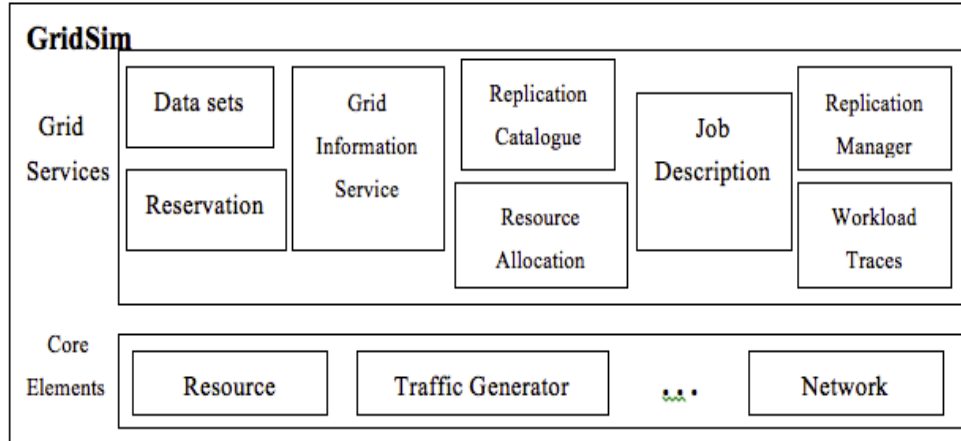 GridSim
Grid
Services
Data sets
Reservation
Grid
Information
Service
Replication
Catalogue
Resource
Allocation
Job
Description
Replication
Manager
Workload
Traces
Core
Elements
Resource
Traffic Generator
...
Network